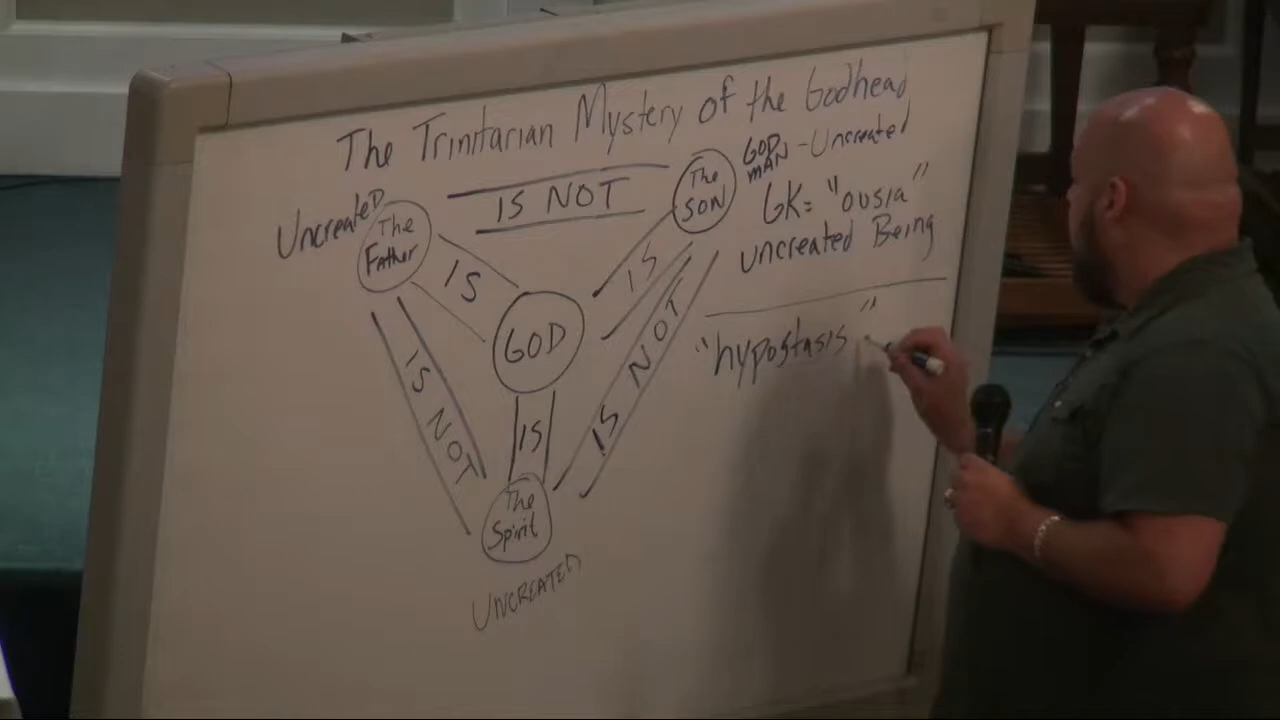 The Trinitarian Mystery of the Godhead
UncreateD
The
Father
IS NOT
The
SON
GOD
MAN
-Uncreated
GK= "ousia"
uncreated Being
IS
IS
GOD
IS NOT
IS NOT
IS
The
Spirit
UNCREATED
"hypostasis"